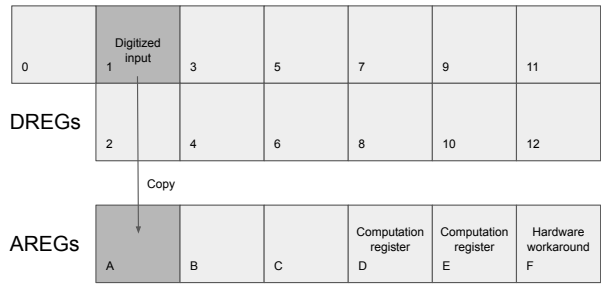 Digitized
input
0 1 3 5 7 9 11
DREGs
2 4 6 8 10 12
Copy
AREGs
Computation
register
Computation
register
Hardware
workaround
A B C D E F